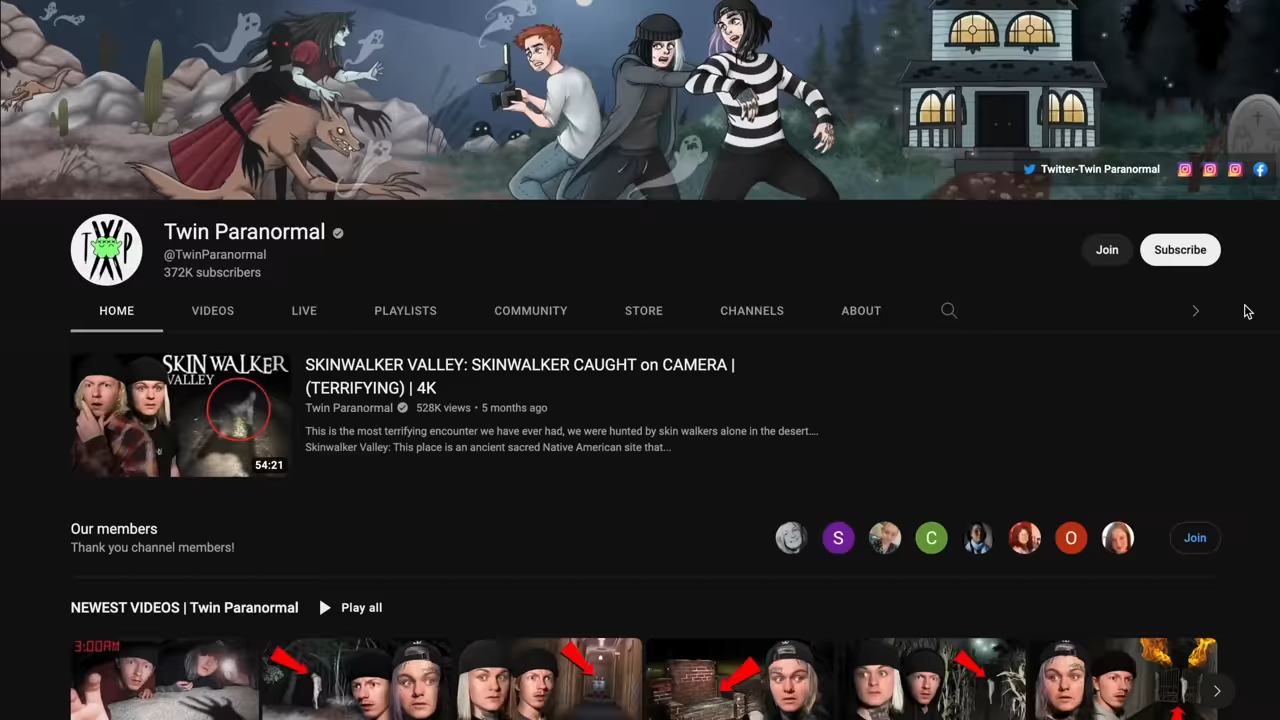 Twitter-Twin Paranormal
TWP
Twin Paranormal
@TwinParanormal
372K subscribers
Join
Subscribe
HOME
VIDEOS
LIVE
PLAYLISTS
COMMUNITY
STORE
CHANNELS
ABOUT
SKINWALKER
VALLEY
54:21
SKINWALKER VALLEY: SKINWALKER CAUGHT on CAMERA |
(TERRIFYING) | 4K
Twin Paranormal 528K views • 5 months ago
This is the most terrifying encounter we have ever had, we were hunted by skin walkers alone in the desert....
Skinwalker Valley: This place is an ancient sacred Native American site that...
Our members
Thank you channel members!
S
C
O
Join
NEWEST VIDEOS | Twin Paranormal
Play all
3:00AM